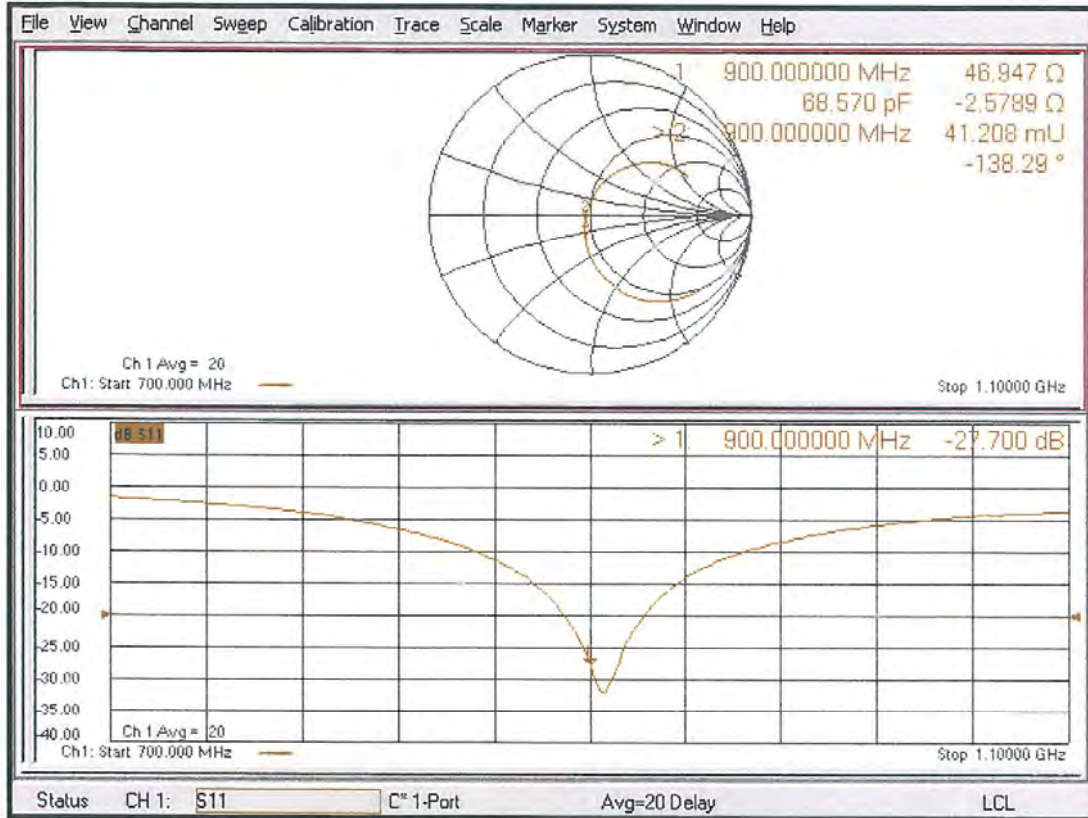 File View Channel Sweep Calibration Trace Scale Marker System Window Help
1 900.000000 MHz 46.947 Ω
68.570 pF -2.5789 Ω
> 2 900.000000 MHz 41.208 mU
-138.29 °
Ch 1 Avg = 20
Ch1: Start 700.000 MHz
Stop 1.10000 GHz
dB S11
> 1 900.000000 MHz -27.700 dB
10.00
5.00
0.00
-5.00
-10.00
-15.00
-20.00
-25.00
-30.00
-35.00
-40.00
Ch 1 Avg = 20
Ch1: Start 700.000 MHz
Stop 1.10000 GHz
Status CH 1: S11 C* 1-Port Avg=20 Delay LCL